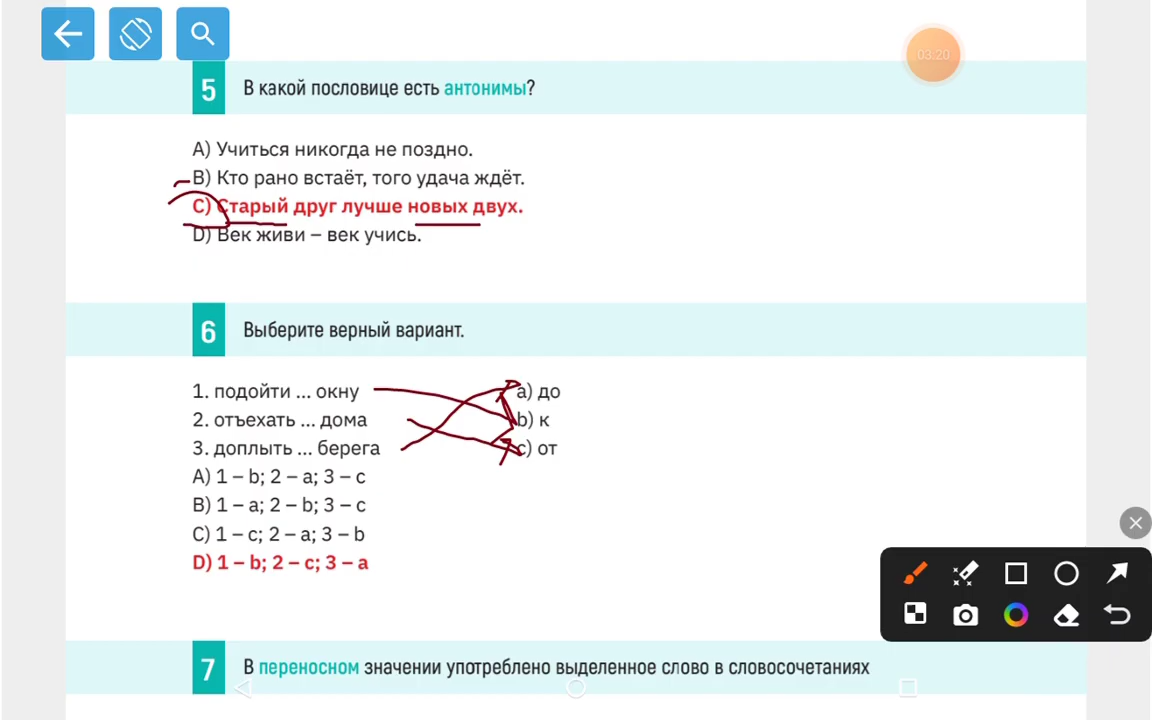 03:20
5 В какой пословице есть антонимы?
A) Учиться никогда не поздно.
B) Кто рано встаёт, того удача ждёт.
C) Старый друг лучше новых двух.
D) Век живи – век учись.
6 Выберите верный вариант.
1. подойти ... окну a) до
2. отъехать ... дома b) к
3. доплыть ... берега c) от
A) 1 – b; 2 – a; 3 – c
B) 1 – a; 2 – b; 3 – c
C) 1 – c; 2 – a; 3 – b
D) 1 – b; 2 – c; 3 – a
7 В переносном значении употреблено выделенное слово в словосочетаниях